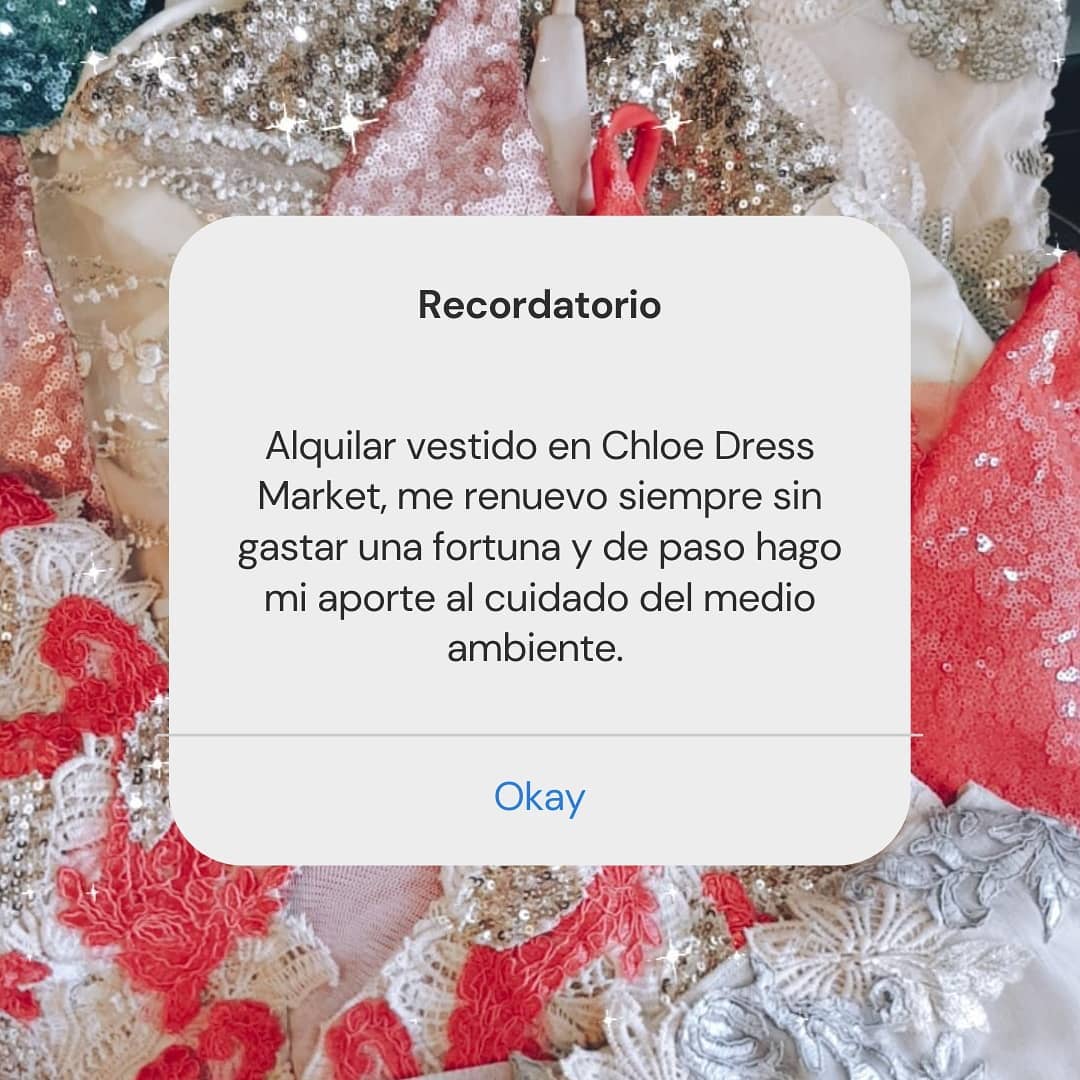 Recordatorio
Alquilar vestido en Chloe Dress
Market, me renuevo siempre sin
gastar una fortuna y de paso hago
mi aporte al cuidado del medio
ambiente.
Okay